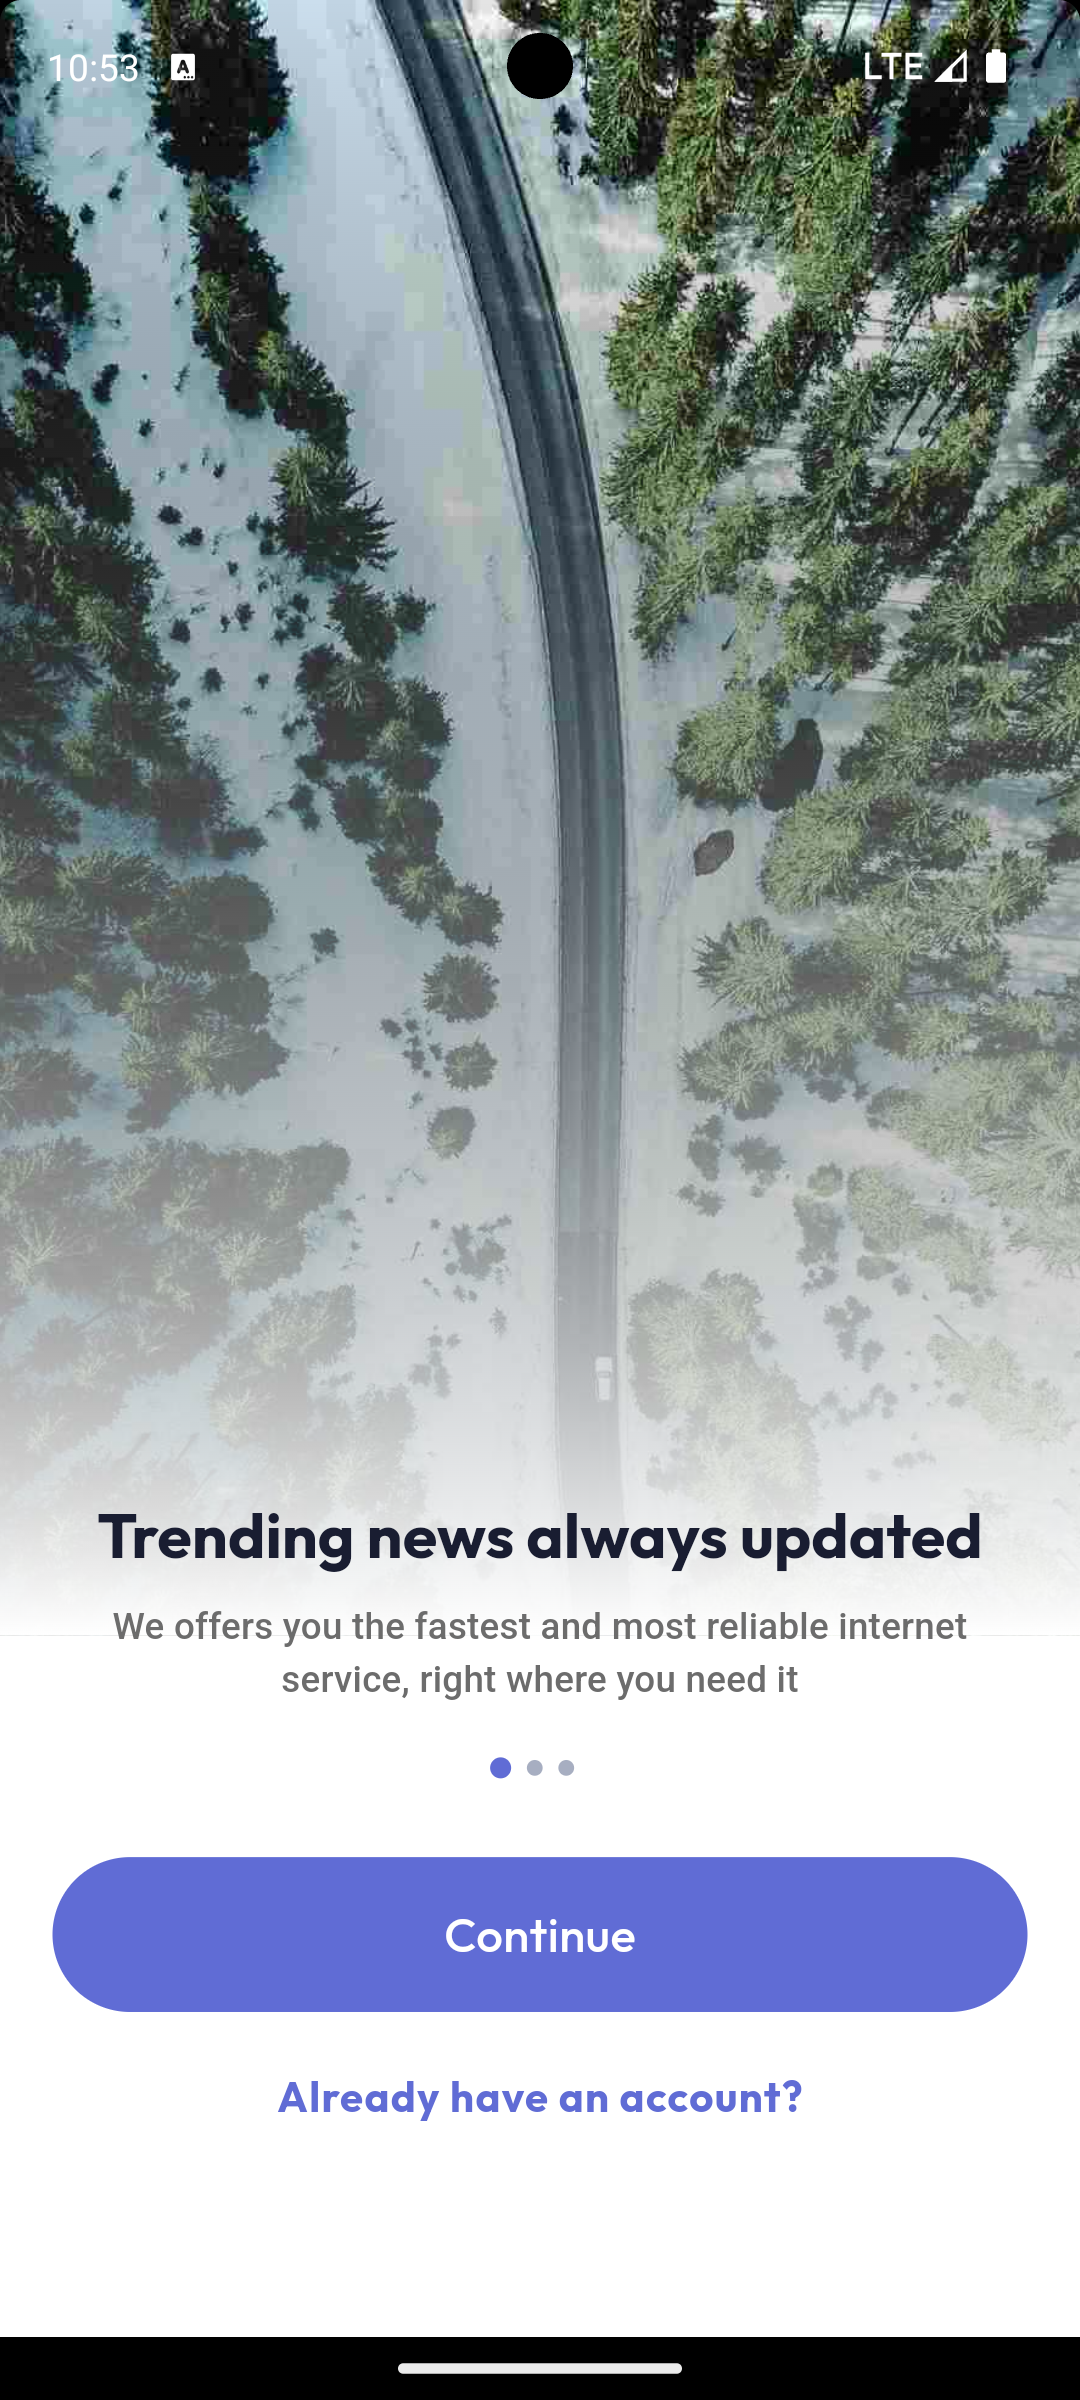 10:53
LTE
Trending news always updated
We offers you the fastest and most reliable internet
service, right where you need it
Continue
Already have an account?